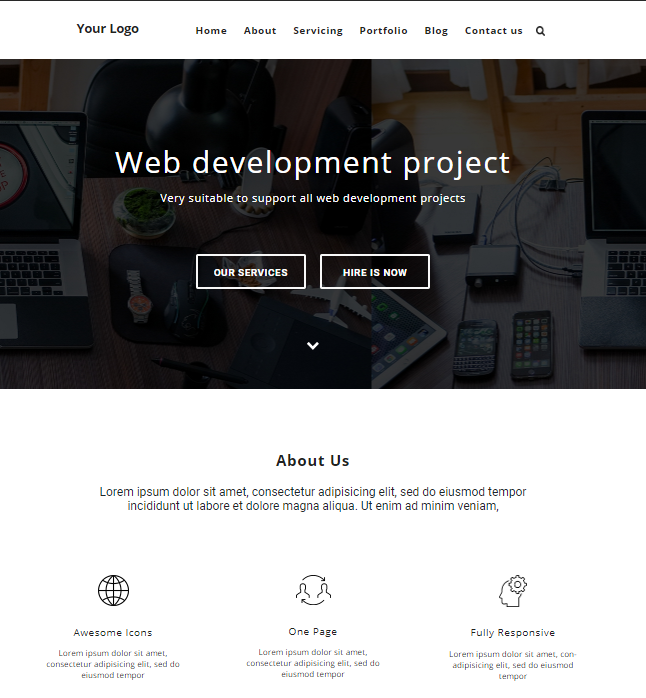 Your Logo
Home About Servicing Portfolio Blog Contact us
Web development project
Very suitable to support all web development projects
OUR SERVICES HIRE IS NOW
About Us
Lorem ipsum dolor sit amet, consectetur adipisicing elit, sed do eiusmod tempor
incididunt ut labore et dolore magna aliqua. Ut enim ad minim veniam,
Awesome Icons
Lorem ipsum dolor sit amet,
consectetur adipisicing elit, sed do
eiusmod tempor
One Page
Lorem ipsum dolor sit amet,
consectetur adipisicing elit, sed do
eiusmod tempor
Fully Responsive
Lorem ipsum dolor sit amet, con-
adipisicing elit, sed do eiusmod
tempor